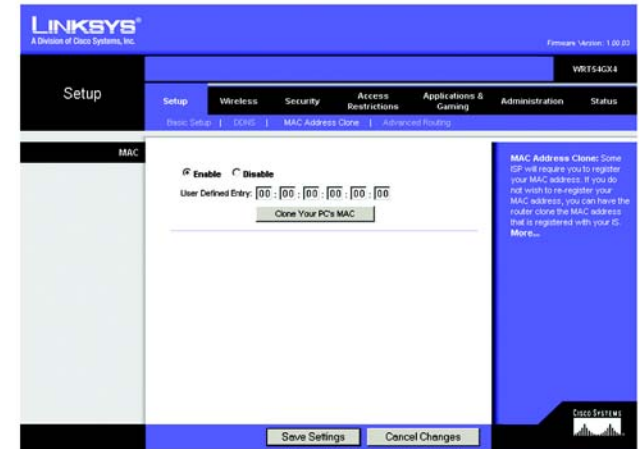 LINKSYS®
A Division of Cisco Systems, Inc.
Firmware Version: 1.00.03
WRT54GX4
Setup
Setup Wireless Security Access Restrictions Applications & Gaming Administration Status
Basic Setup | DDNS | MAC Address Clone | Advanced Routing
MAC
Enable Disable
User Defined Entry: 00 : 00 : 00 : 00 : 00 : 00
Clone Your PC's MAC
MAC Address Clone: Some
ISP will require you to register
your MAC address. If you do
not wish to re-register your
MAC address, you can have the
router clone the MAC address
that is registered with your IS.
More...
Save Settings Cancel Changes
CISCO SYSTEMS